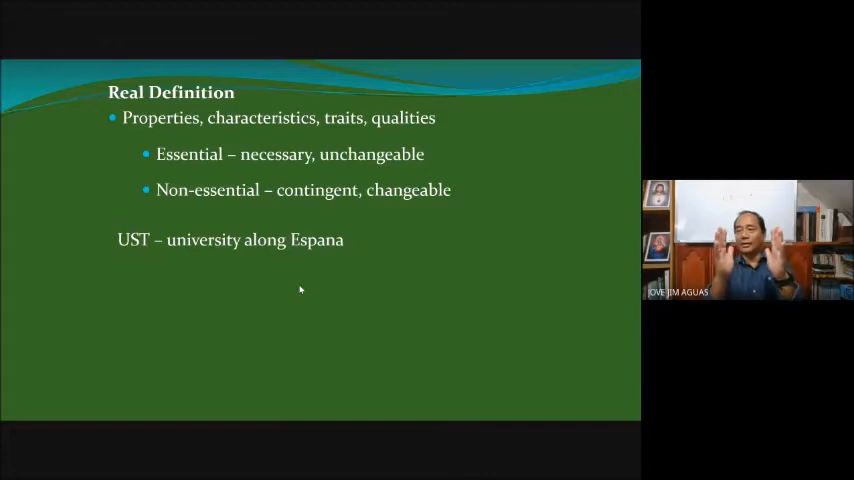 Real Definition
Properties, characteristics, traits, qualities
Essential – necessary, unchangeable
Non-essential – contingent, changeable
UST – university along Espana
JOVE JIM AGUAS